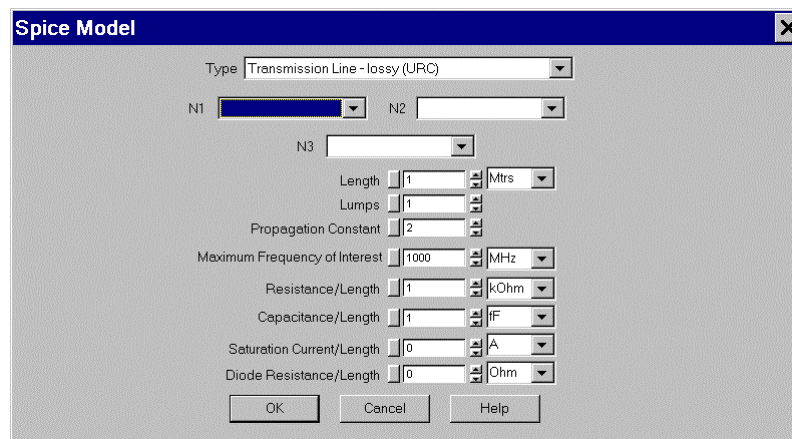 Spice Model
Type Transmission Line - lossy (URC)
N1 N2
N3
Length 1 Mtrs
Lumps 1
Propagation Constant 2
Maximum Frequency of Interest 1000 MHz
Resistance/Length 1 kOhm
Capacitance/Length 1 fF
Saturation Current/Length 0 A
Diode Resistance/Length 0 Ohm
OK Cancel Help